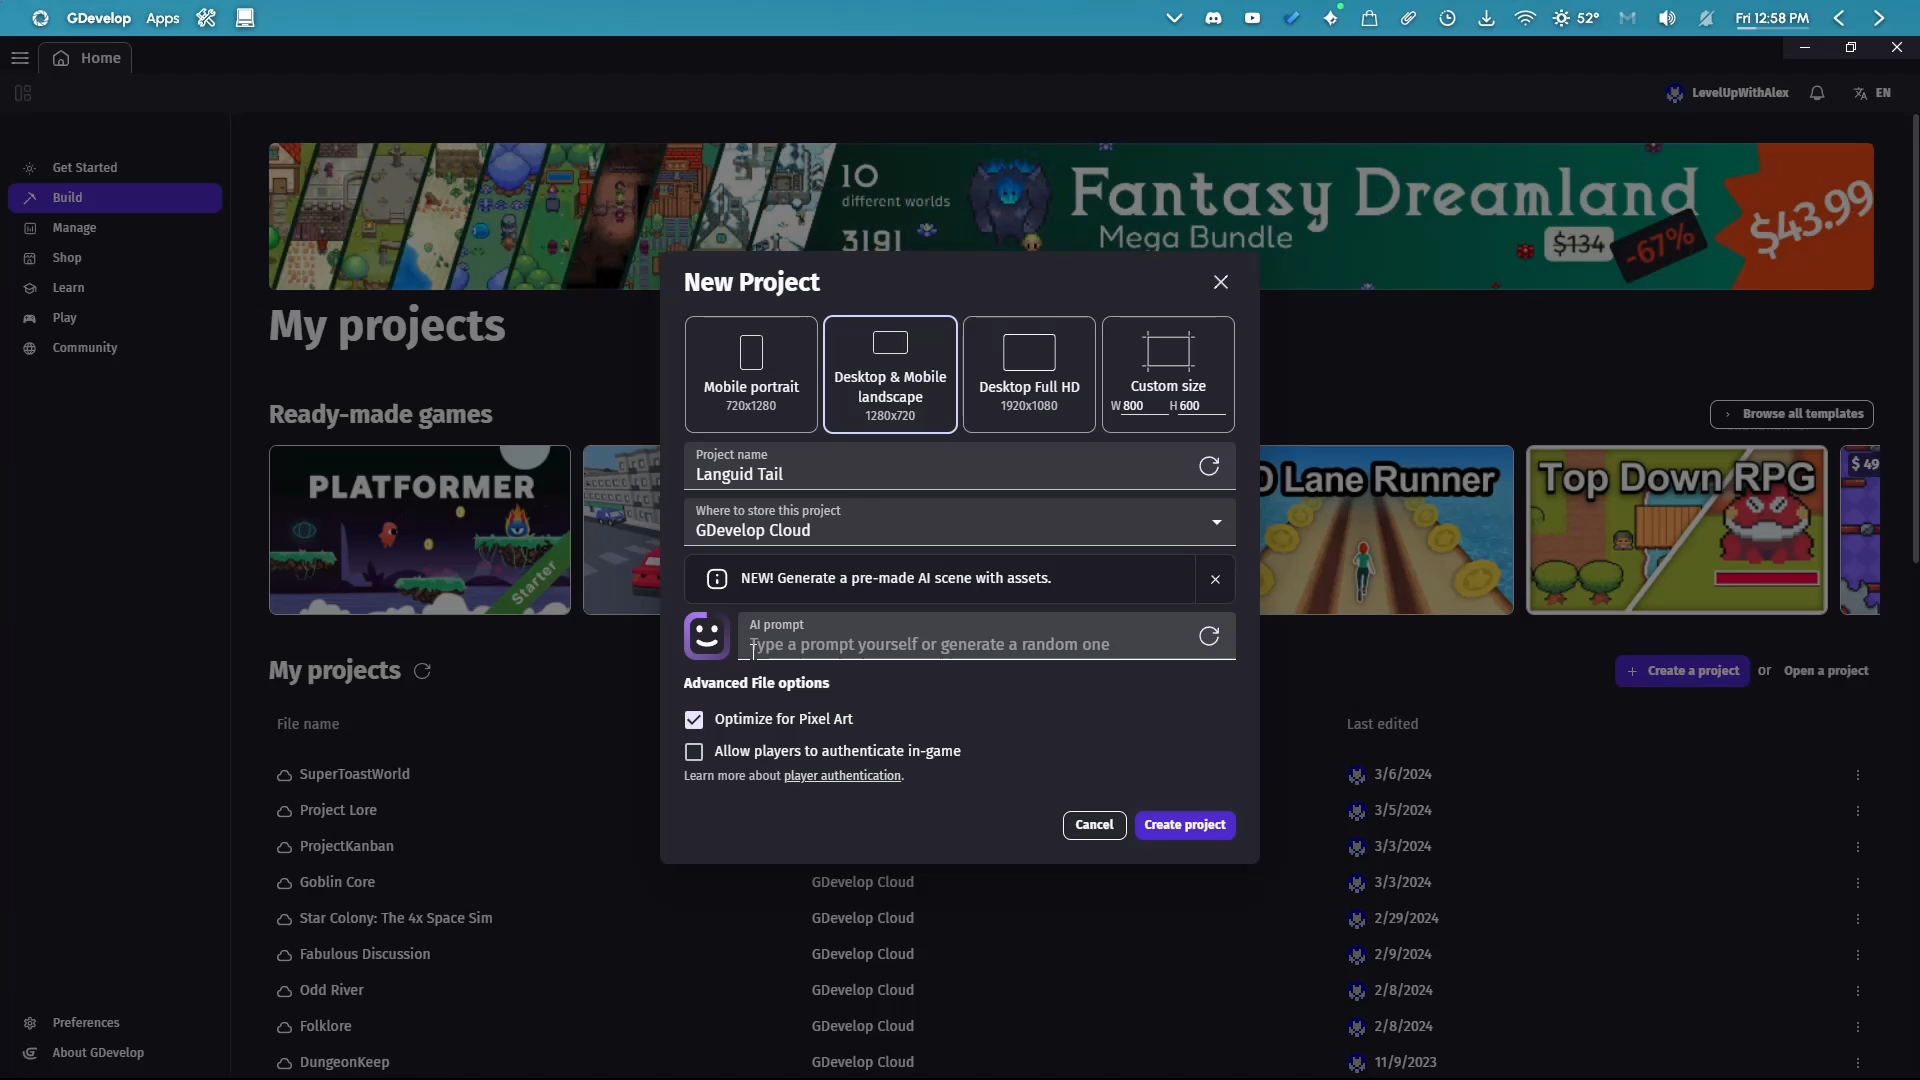 GDevelop Apps
52°
Fri 12:58 PM
Home
LevelUpWithAlex
EN
Get Started
Build
Manage
Shop
Learn
Play
Community
Preferences
About GDevelop
10
different worlds
3191
Fantasy Dreamland
Mega Bundle
$134
-67%
$43.99
My projects
Ready-made games
Browse all templates
PLATFORMER
Starter
D Lane Runner
Top Down RPG
$ 49
New Project
Mobile portrait
720x1280
Desktop & Mobile
landscape
1280x720
Desktop Full HD
1920x1080
Custom size
W 800 H 600
Project name
Languid Tail
Where to store this project
GDevelop Cloud
NEW! Generate a pre-made AI scene with assets.
AI prompt
Type a prompt yourself or generate a random one
Advanced File options
Optimize for Pixel Art
Allow players to authenticate in-game
Learn more about player authentication.
Cancel
Create project
My projects
Create a project or Open a project
File name Last edited
SuperToastWorld 3/6/2024
Project Lore 3/5/2024
ProjectKanban 3/3/2024
Goblin Core GDevelop Cloud 3/3/2024
Star Colony: The 4x Space Sim GDevelop Cloud 2/29/2024
Fabulous Discussion GDevelop Cloud 2/9/2024
Odd River GDevelop Cloud 2/8/2024
Folklore GDevelop Cloud 2/8/2024
DungeonKeep GDevelop Cloud 11/9/2023